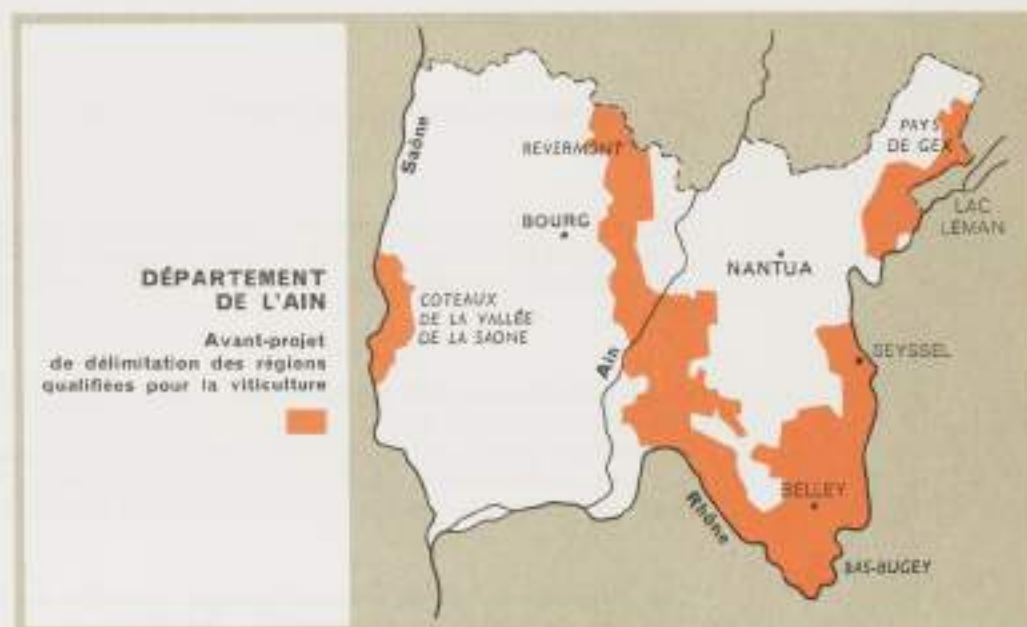 DÉPARTEMENT
DE L'AIN
Avant-projet
de délimitation des régions
qualifiées pour la viticulture
Saône
REVERMONT
PAYS
DE GEX
BOURG
LAC
LÉMAN
NANTUA
COTEAUX
DE LA VALLÉE
DE LA SAONE
Ain
SEYSSEL
BELLEY
Rhône
BAS-BUGEY